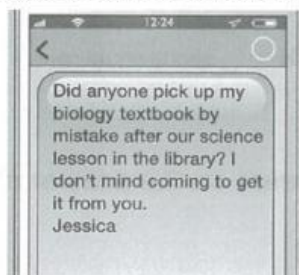 12:24
Did anyone pick up my
biology textbook by
mistake after our science
lesson in the library? I
don't mind coming to get
it from you.
Jessica